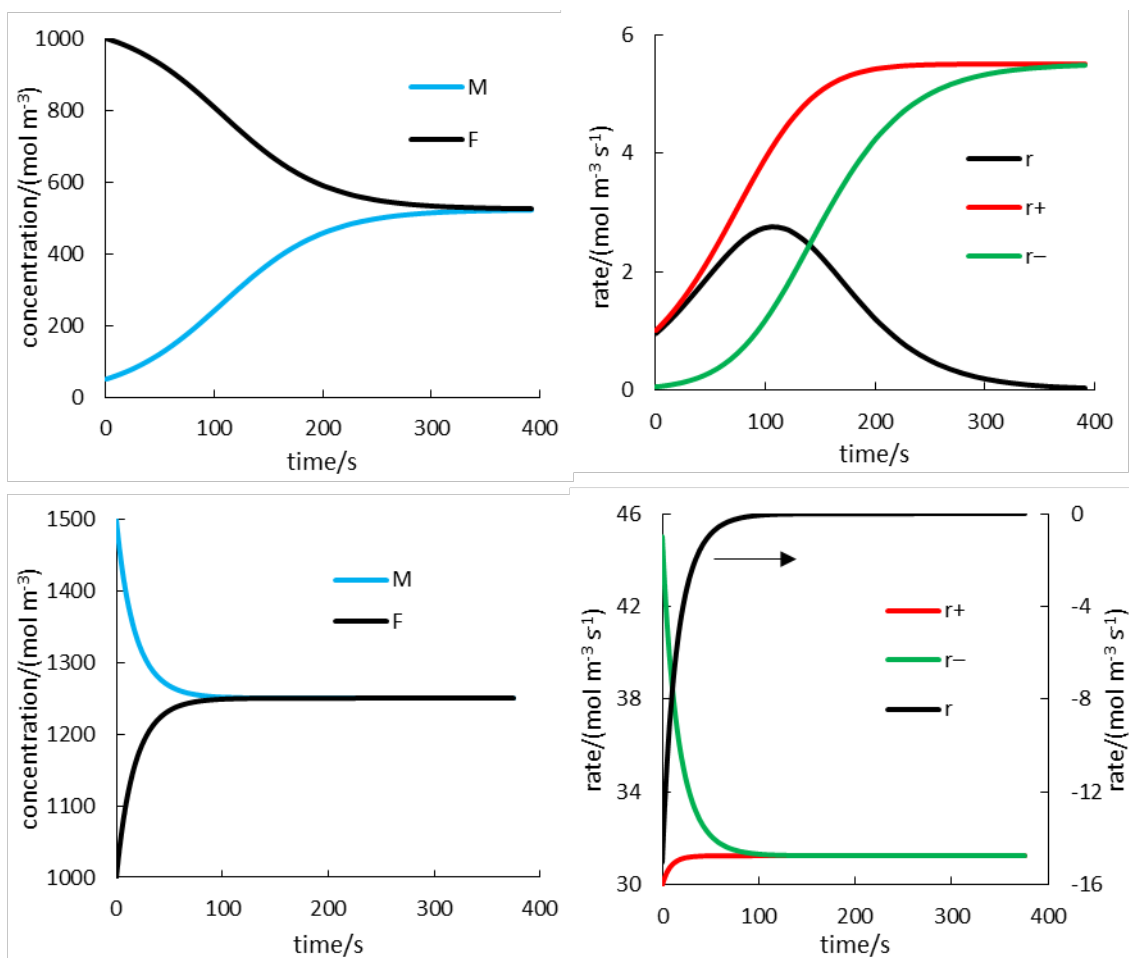 concentration/(mol m⁻³)
1000
800
600
400
200
0
M
F
0 100 200 300 400
time/s
rate/(mol m⁻³ s⁻¹)
6
4
2
0
r
r+
r−
0 100 200 300 400
time/s
concentration/(mol m⁻³)
1500
1400
1300
1200
1100
1000
M
F
0 100 200 300 400
time/s
rate/(mol m⁻³ s⁻¹)
46
42
38
34
30
r+
r−
r
0
-4
-8
-12
-16
rate/(mol m⁻³ s⁻¹)
0 100 200 300 400
time/s